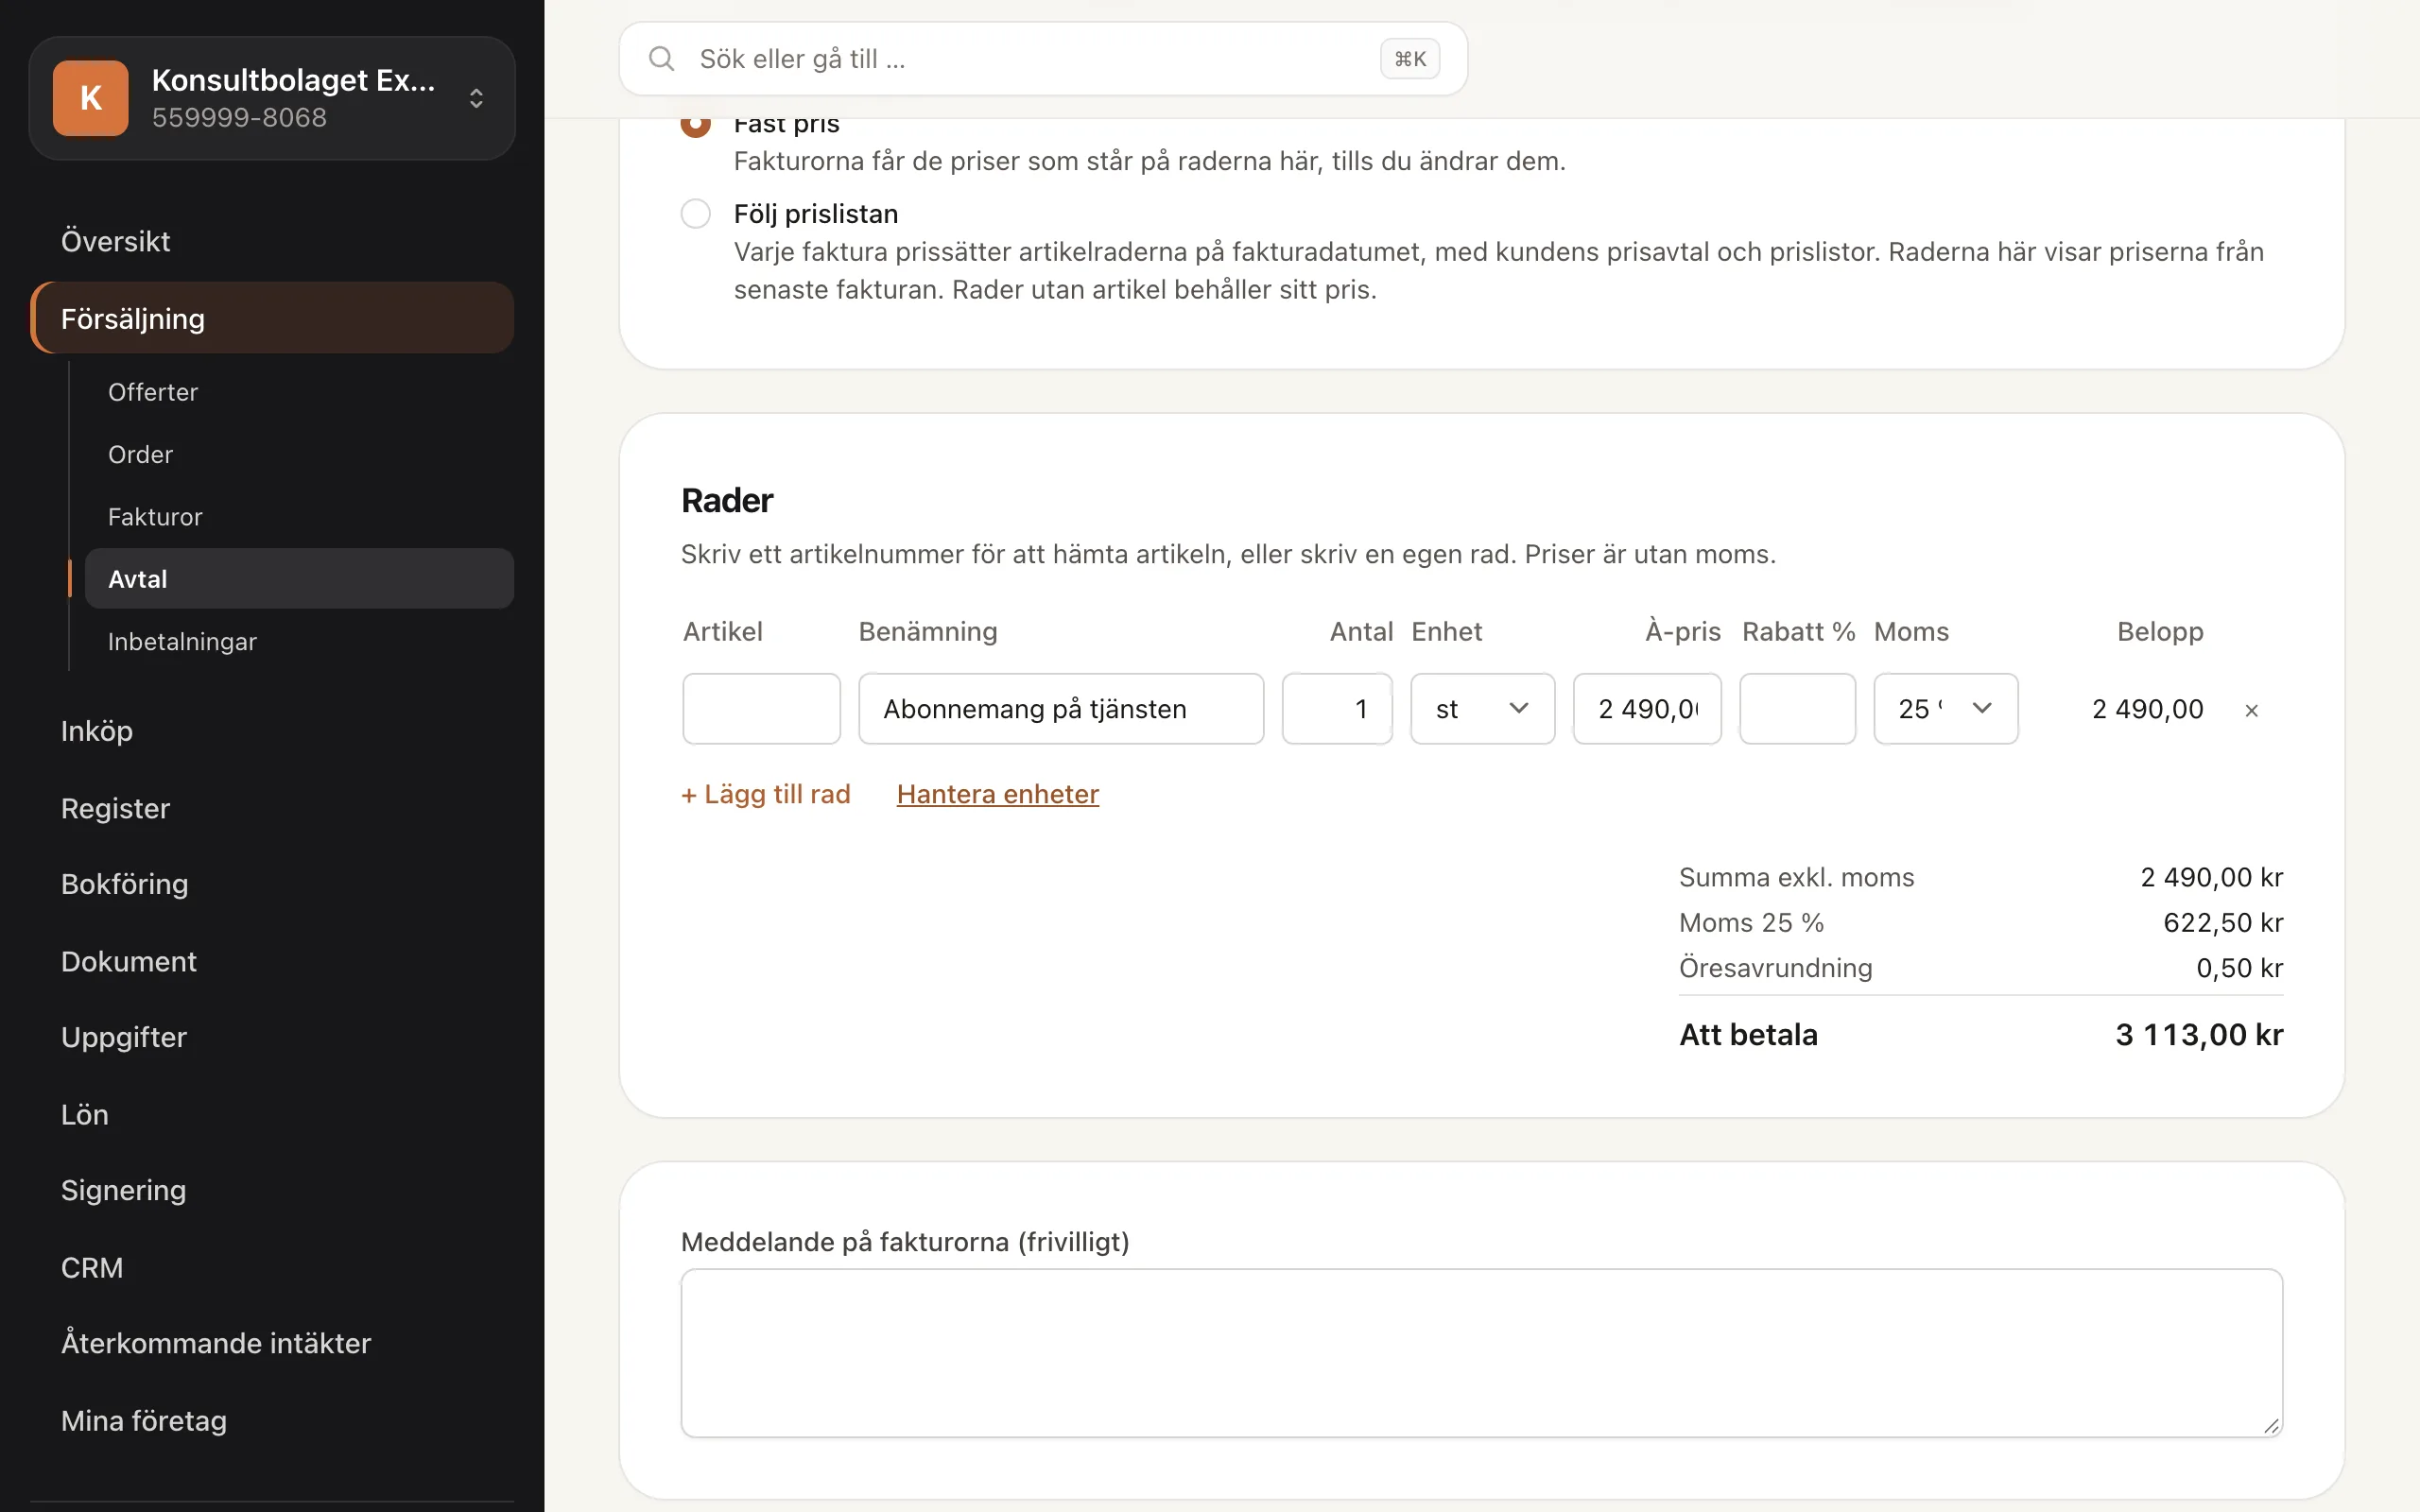 K
Konsultbolaget Ex...
559999-8068
Översikt
Försäljning
Offerter
Order
Fakturor
Avtal
Inbetalningar
Inköp
Register
Bokföring
Dokument
Uppgifter
Lön
Signering
CRM
Återkommande intäkter
Mina företag
Sök eller gå till ...
⌘K
Fast pris
Fakturorna får de priser som står på raderna här, tills du ändrar dem.
Följ prislistan
Varje faktura prissätter artikelraderna på fakturadatumet, med kundens prisavtal och prislistor. Raderna här visar priserna från
senaste fakturan. Rader utan artikel behåller sitt pris.
Rader
Skriv ett artikelnummer för att hämta artikeln, eller skriv en egen rad. Priser är utan moms.
Artikel Benämning Antal Enhet À-pris Rabatt % Moms Belopp
Abonnemang på tjänsten 1 st 2 490,0 25 2 490,00 ×
+ Lägg till rad Hantera enheter
Summa exkl. moms 2 490,00 kr
Moms 25 % 622,50 kr
Öresavrundning 0,50 kr
Att betala 3 113,00 kr
Meddelande på fakturorna (frivilligt)